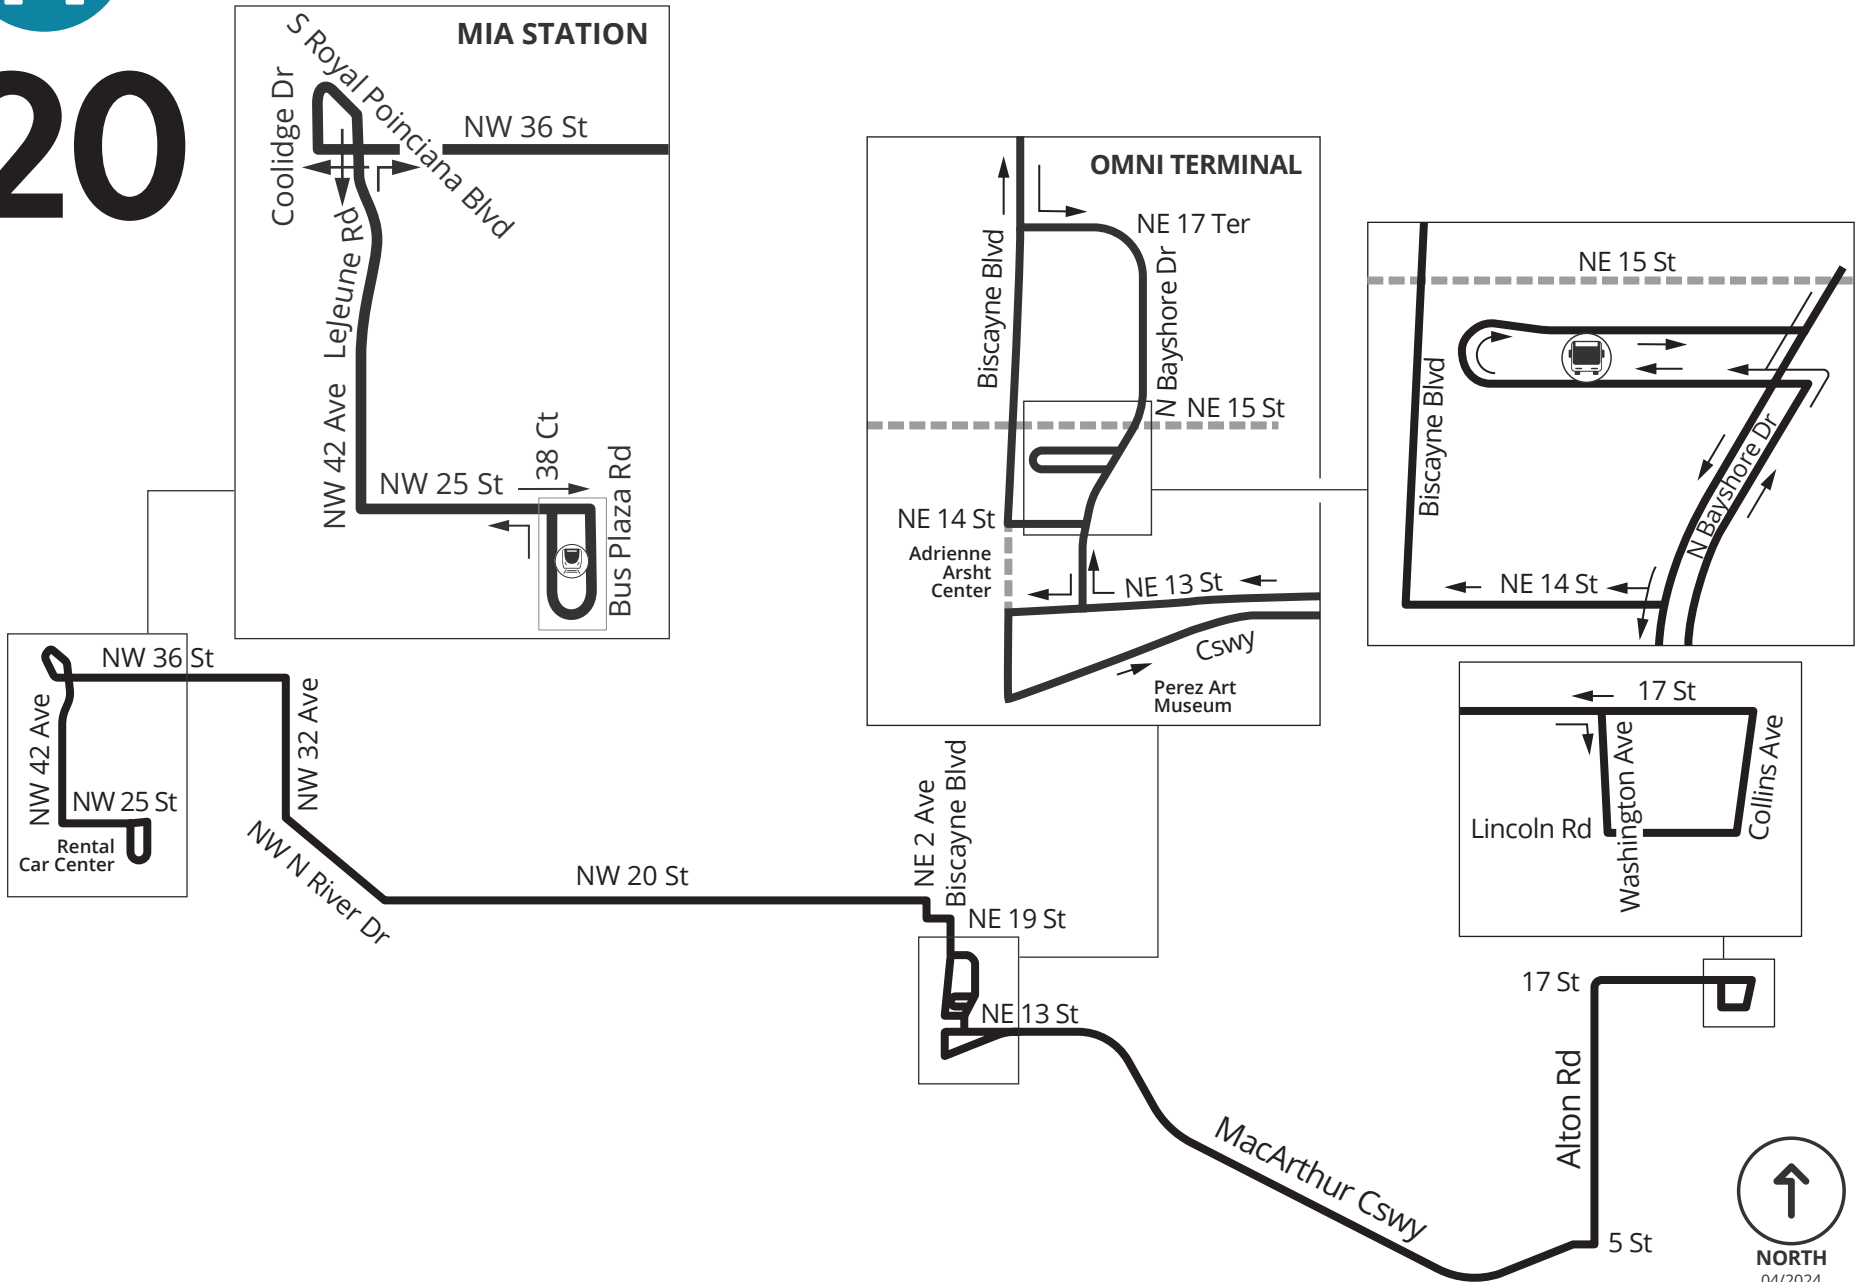 20
MIA STATION
S Royal Poinciana Blvd
Coolidge Dr
NW 36 St
LeJeune Rd
NW 42 Ave
NW 25 St
38 Ct
Bus Plaza Rd
OMNI TERMINAL
NE 17 Ter
Biscayne Blvd
N Bayshore Dr
NE 15 St
NE 14 St
Adrienne
Arsht
Center
NE 13 St
Cswy
Perez Art
Museum
NE 15 St
Biscayne Blvd
N Bayshore Dr
NE 14 St
17 St
Washington Ave
Collins Ave
Lincoln Rd
NW 36 St
NW 42 Ave
NW 25 St
Rental
Car Center
NW 32 Ave
NW N River Dr
NW 20 St
NE 2 Ave
Biscayne Blvd
NE 19 St
NE 13 St
MacArthur Cswy
17 St
Alton Rd
5 St
NORTH
04/2024